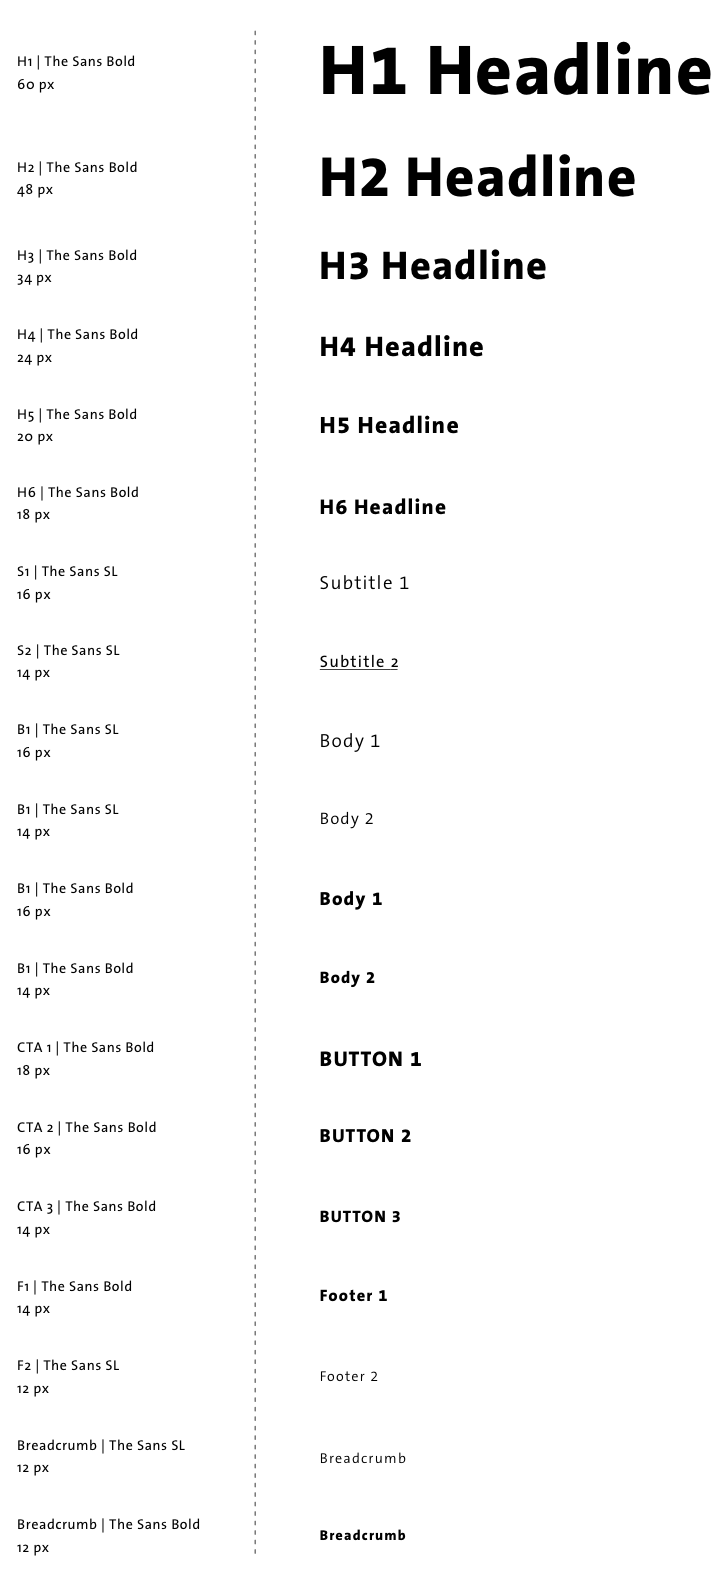 H1 | The Sans Bold
60 px
H1 Headline
H2 | The Sans Bold
48 px
H2 Headline
H3 | The Sans Bold
34 px
H3 Headline
H4 | The Sans Bold
24 px
H4 Headline
H5 | The Sans Bold
20 px
H5 Headline
H6 | The Sans Bold
18 px
H6 Headline
S1 | The Sans SL
16 px
Subtitle 1
S2 | The Sans SL
14 px
Subtitle 2
B1 | The Sans SL
16 px
Body 1
B1 | The Sans SL
14 px
Body 2
B1 | The Sans Bold
16 px
Body 1
B1 | The Sans Bold
14 px
Body 2
CTA 1 | The Sans Bold
18 px
BUTTON 1
CTA 2 | The Sans Bold
16 px
BUTTON 2
CTA 3 | The Sans Bold
14 px
BUTTON 3
F1 | The Sans Bold
14 px
Footer 1
F2 | The Sans SL
12 px
Footer 2
Breadcrumb | The Sans SL
12 px
Breadcrumb
Breadcrumb | The Sans Bold
12 px
Breadcrumb